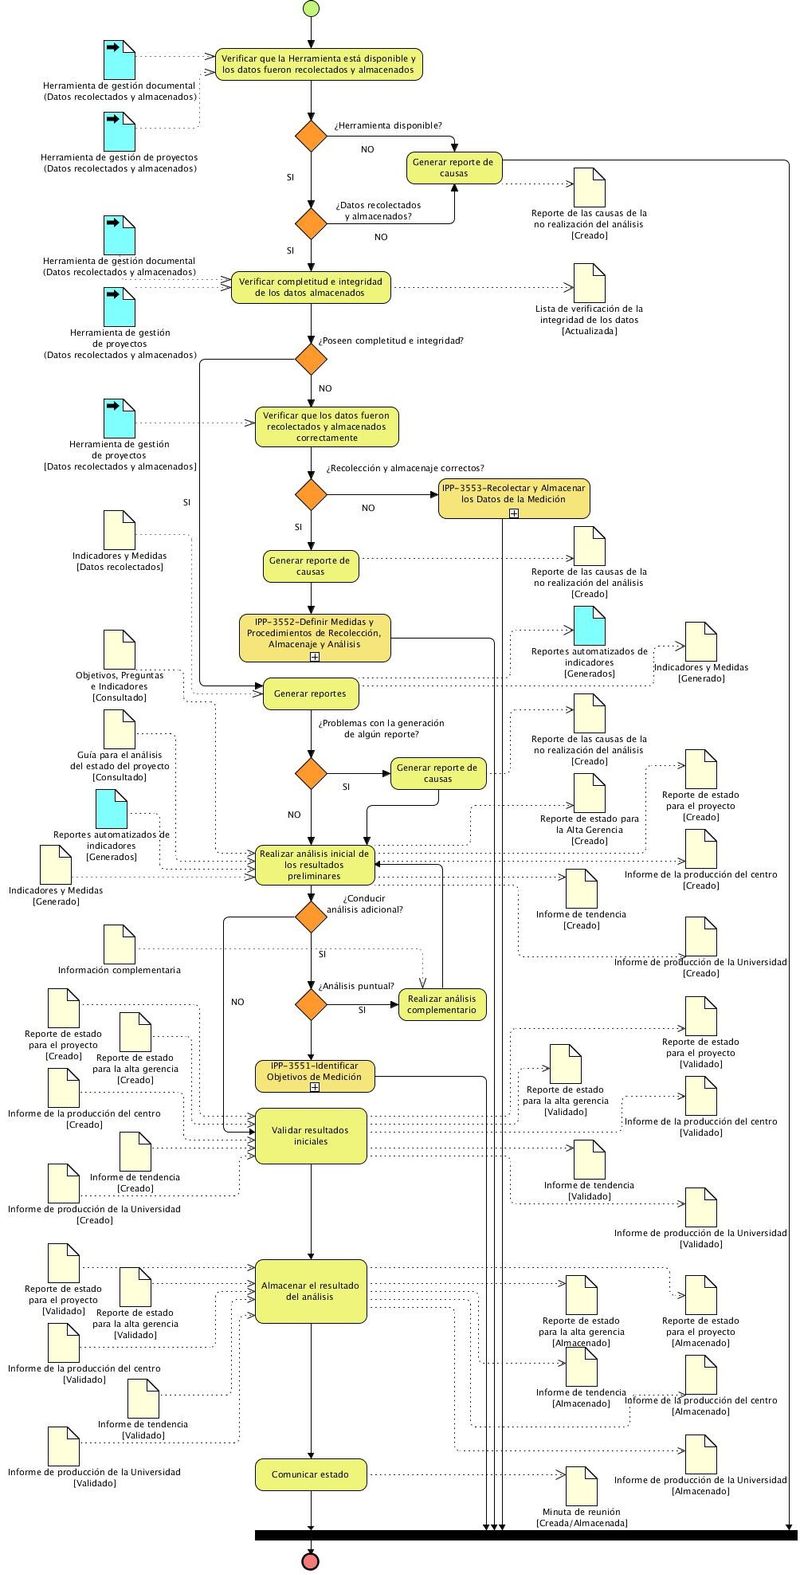 Verificar que la Herramienta está disponible y
los datos fueron recolectados y almacenados
Herramienta de gestión documental
(Datos recolectados y almacenados)
¿Herramienta disponible?
NO
Herramienta de gestión de proyectos
(Datos recolectados y almacenados)
Generar reporte de
causas
SI
¿Datos recolectados
y almacenados?
NO
Reporte de las causas de la
no realización del análisis
[Creado]
SI
Herramienta de gestión documental
(Datos recolectados y almacenados)
Verificar completitud e integridad
de los datos almacenados
Lista de verificación de la
integridad de los datos
[Actualizada]
Herramienta de gestión
de proyectos
(Datos recolectados y almacenados)
¿Poseen completitud e integridad?
NO
Verificar que los datos fueron
recolectados y almacenados
correctamente
Herramienta de gestión
de proyectos
[Datos recolectados y almacenados]
¿Recolección y almacenaje correctos?
IPP-3553-Recolectar y Almacenar
los Datos de la Medición
NO
SI
SI
Indicadores y Medidas
[Datos recolectados]
Generar reporte de
causas
Reporte de las causas de la
no realización del análisis
[Creado]
IPP-3552-Definir Medidas y
Procedimientos de Recolección,
Almacenaje y Análisis
Reportes automatizados de
indicadores
[Generados]
Indicadores y Medidas
[Generado]
Objetivos, Preguntas
e Indicadores
[Consultado]
Generar reportes
¿Problemas con la generación
de algún reporte?
Reporte de las causas de la
no realización del análisis
[Creado]
Guía para el análisis
del estado del proyecto
[Consultado]
Generar reporte de
causas
SI
NO
Reporte de estado
para el proyecto
[Creado]
Reporte de estado para
la Alta Gerencia
[Creado]
Reportes automatizados de
indicadores
[Generados]
Realizar análisis inicial de
los resultados
preliminares
Informe de la producción del centro
[Creado]
Indicadores y Medidas
[Generado]
¿Conducir
análisis adicional?
Informe de tendencia
[Creado]
SI
Información complementaria
Informe de producción de la Universidad
[Creado]
¿Análisis puntual?
NO
SI
Realizar análisis
complementario
Reporte de estado
para el proyecto
[Creado]
Reporte de estado
para la alta gerencia
[Creado]
Reporte de estado
para el proyecto
[Validado]
IPP-3551-Identificar
Objetivos de Medición
Reporte de estado
para la alta gerencia
[Validado]
Informe de la producción del centro
[Creado]
Informe de la producción del centro
[Validado]
Validar resultados
iniciales
Informe de tendencia
[Creado]
Informe de tendencia
[Validado]
Informe de producción de la Universidad
[Creado]
Informe de producción de la Universidad
[Validado]
Almacenar el resultado
del análisis
Reporte de estado
para el proyecto
[Validado]
Reporte de estado
para la alta gerencia
[Validado]
Reporte de estado
para la alta gerencia
[Almacenado]
Reporte de estado
para el proyecto
[Almacenado]
Informe de la producción del centro
[Validado]
Informe de tendencia
[Almacenado]
Informe de la producción del centro
[Almacenado]
Informe de tendencia
[Validado]
Informe de producción de la Universidad
[Validado]
Comunicar estado
Informe de producción de la Universidad
[Almacenado]
Minuta de reunión
[Creada/Almacenada]